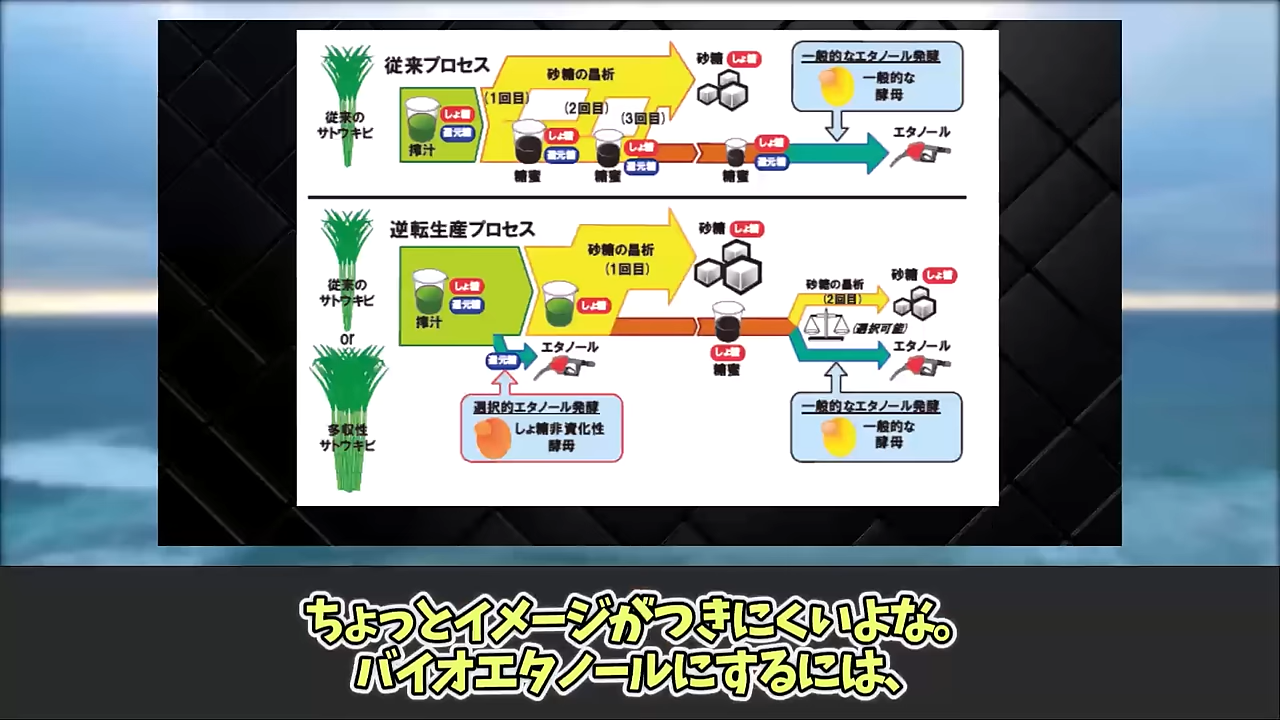 従来プロセス
従来の
サトウキビ
搾汁
しょ糖
還元糖
砂糖の晶析
(1回目)
(2回目)
(3回目)
しょ糖
還元糖
糖蜜
しょ糖
還元糖
糖蜜
しょ糖
還元糖
糖蜜
砂糖 しょ糖
一般的なエタノール発酵
一般的な
酵母
エタノール
逆転生産プロセス
従来の
サトウキビ
or
多収性
サトウキビ
搾汁
しょ糖
還元糖
砂糖の晶析
(1回目)
しょ糖
還元糖
エタノール
選択的エタノール発酵
しょ糖非資化性
酵母
砂糖 しょ糖
しょ糖
糖蜜
砂糖の晶析
(2回目)
(選択可能)
砂糖 しょ糖
エタノール
一般的なエタノール発酵
一般的な
酵母
ちょっとイメージがつきにくいよな。
バイオエタノールにするには、